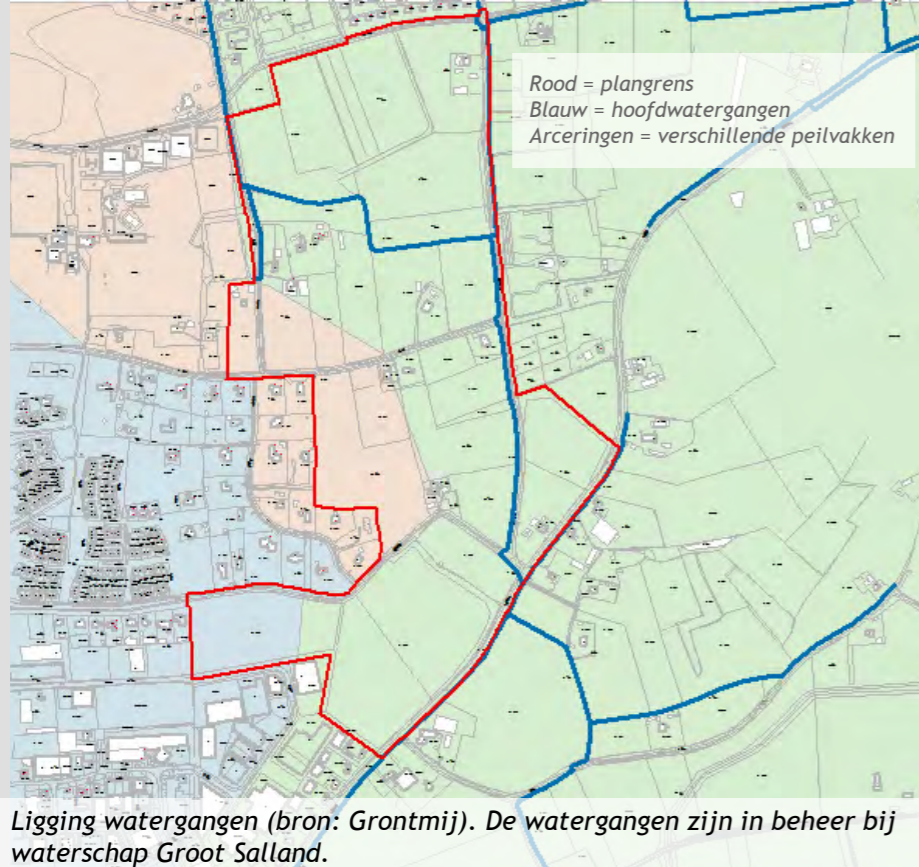 Rood = plangrens
Blauw = hoofdwatergangen
Arceringen = verschillende peilvakken
Ligging watergangen (bron: Grontmij). De watergangen zijn in beheer bij
waterschap Groot Salland.